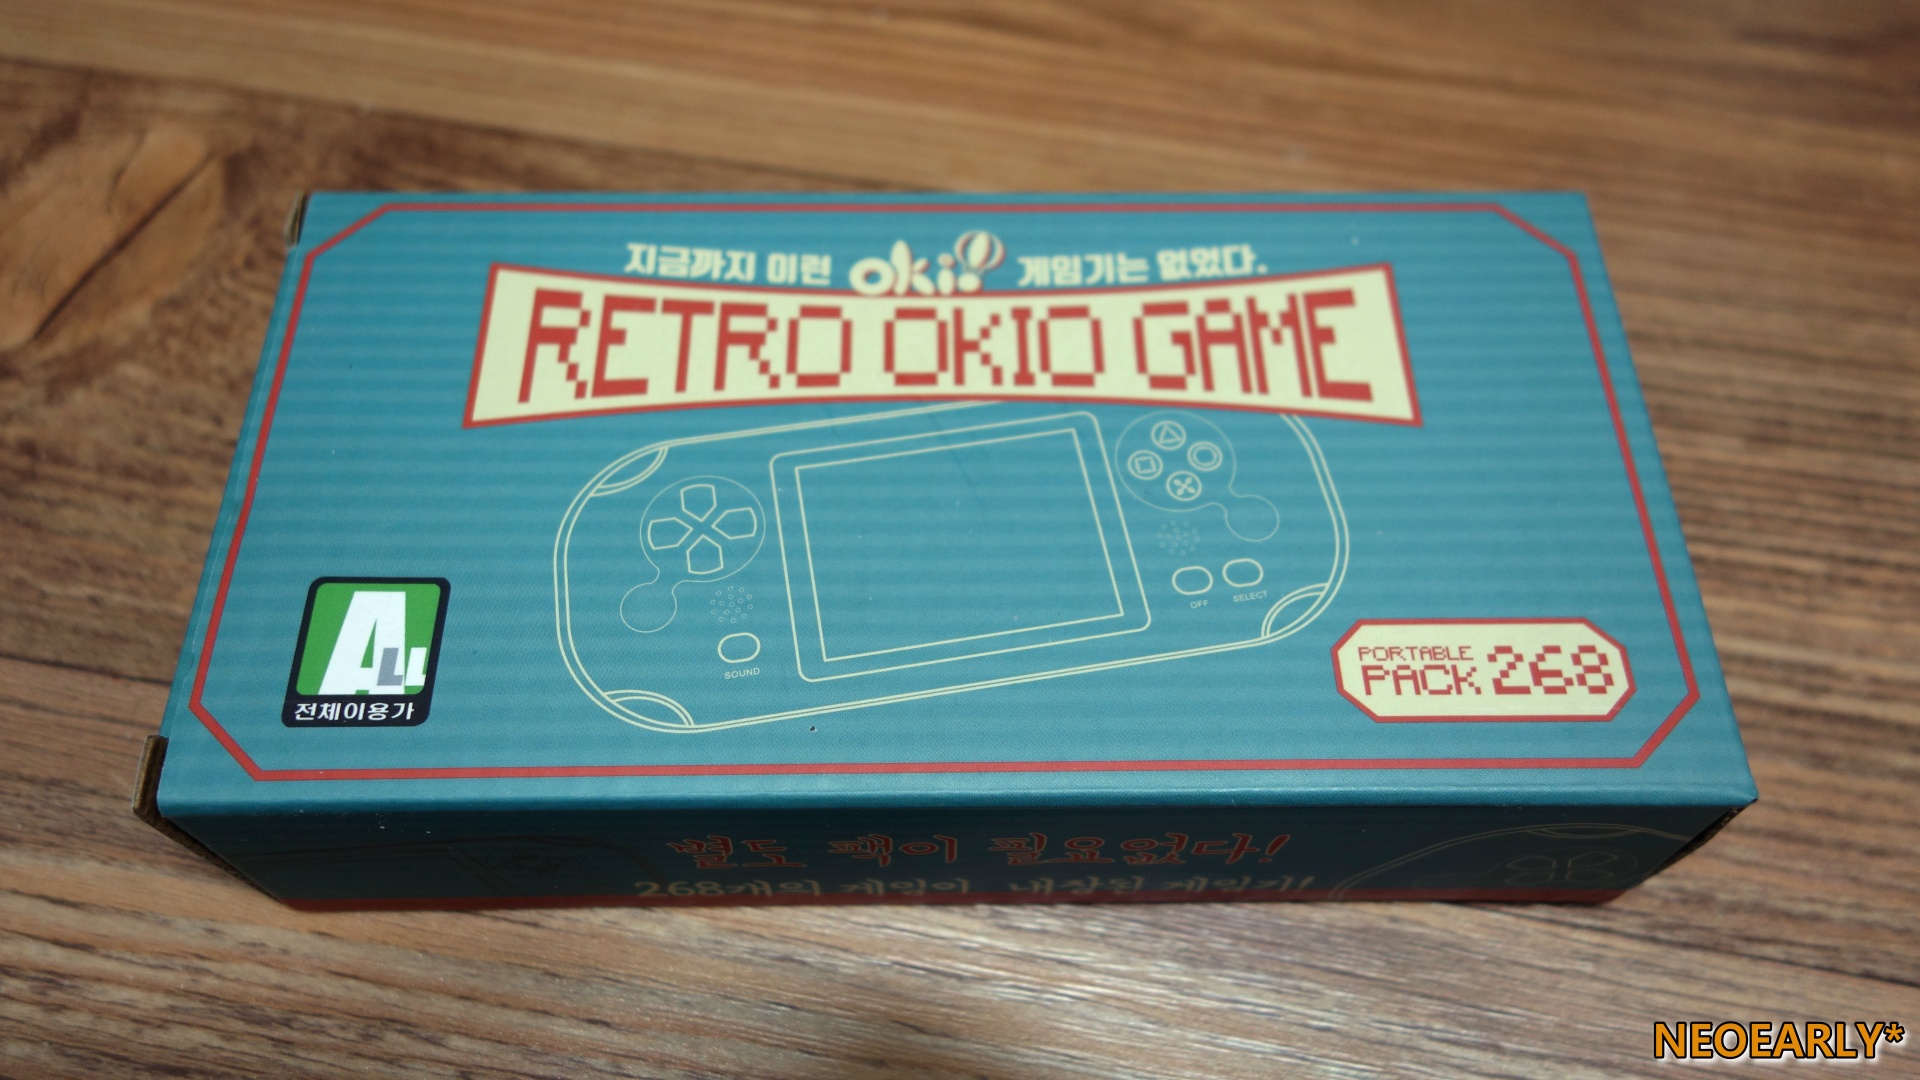 지금까지 이런 oki! 게임기는 없었다.
RETRO OKIO GAME
SOUND
OFF SELECT
ALL
전체이용가
PORTABLE
PACK 268
별도 팩이 필요없다!
268개의 게임이 내장된 게임기!
NEOEARLY*